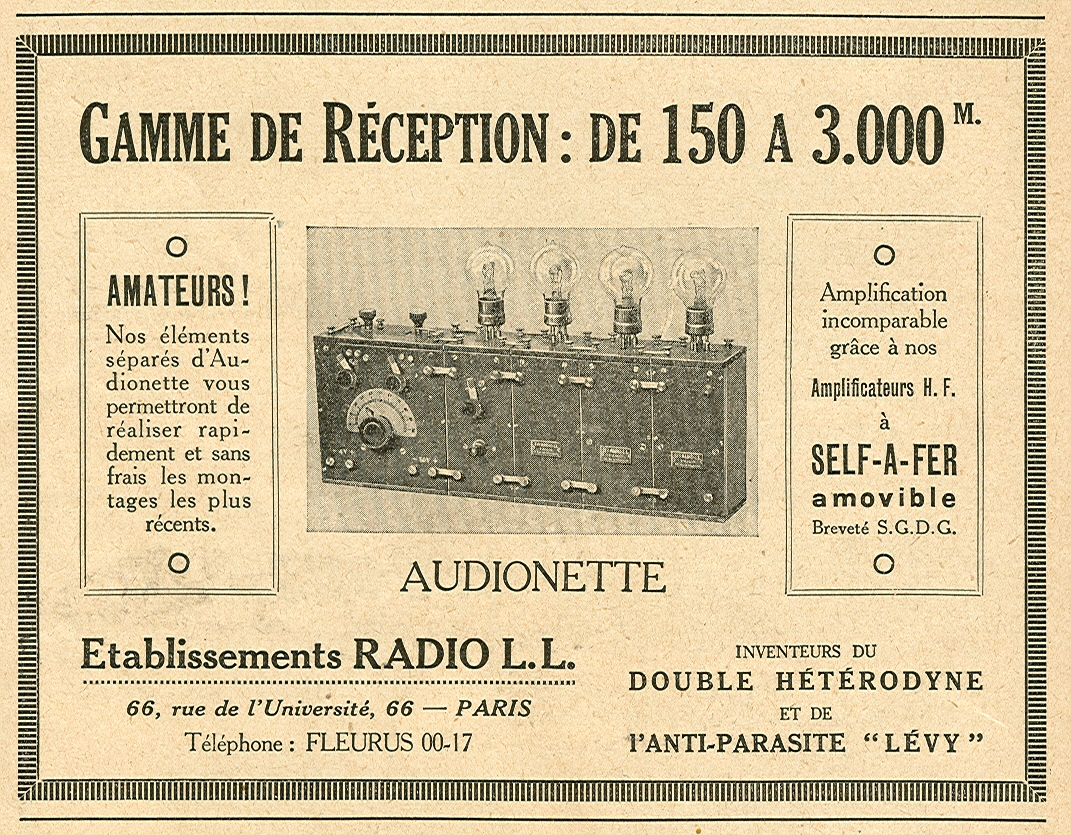 GAMME DE RÉCEPTION : DE 150 A 3.000 M.
AMATEURS !
Nos éléments
séparés d'Au-
dionette vous
permettront de
réaliser rapi-
dement et sans
frais les mon-
tages les plus
récents.
Amplification
incomparable
grâce à nos
Amplificateurs H. F.
à
SELF-A-FER
amovible
Breveté S.G.D.G.
AUDIONETTE
Etablissements RADIO L.L.
66, rue de l'Université, 66 — PARIS
Téléphone : FLEURUS 00-17
INVENTEURS DU
DOUBLE HÉTÉRODYNE
ET DE
l'ANTI-PARASITE "LÉVY"